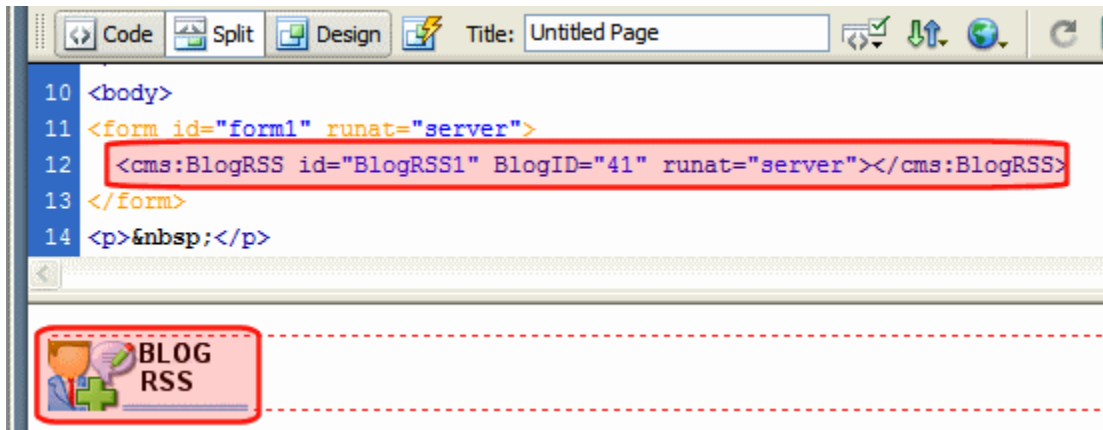 Code Split Design Title: Untitled Page
10 <body>
11 <form id="form1" runat="server">
12 <cms:BlogRSS id="BlogRSS1" BlogID="41" runat="server"></cms:BlogRSS>
13 </form>
14 <p>&nbsp;</p>
BLOG
RSS